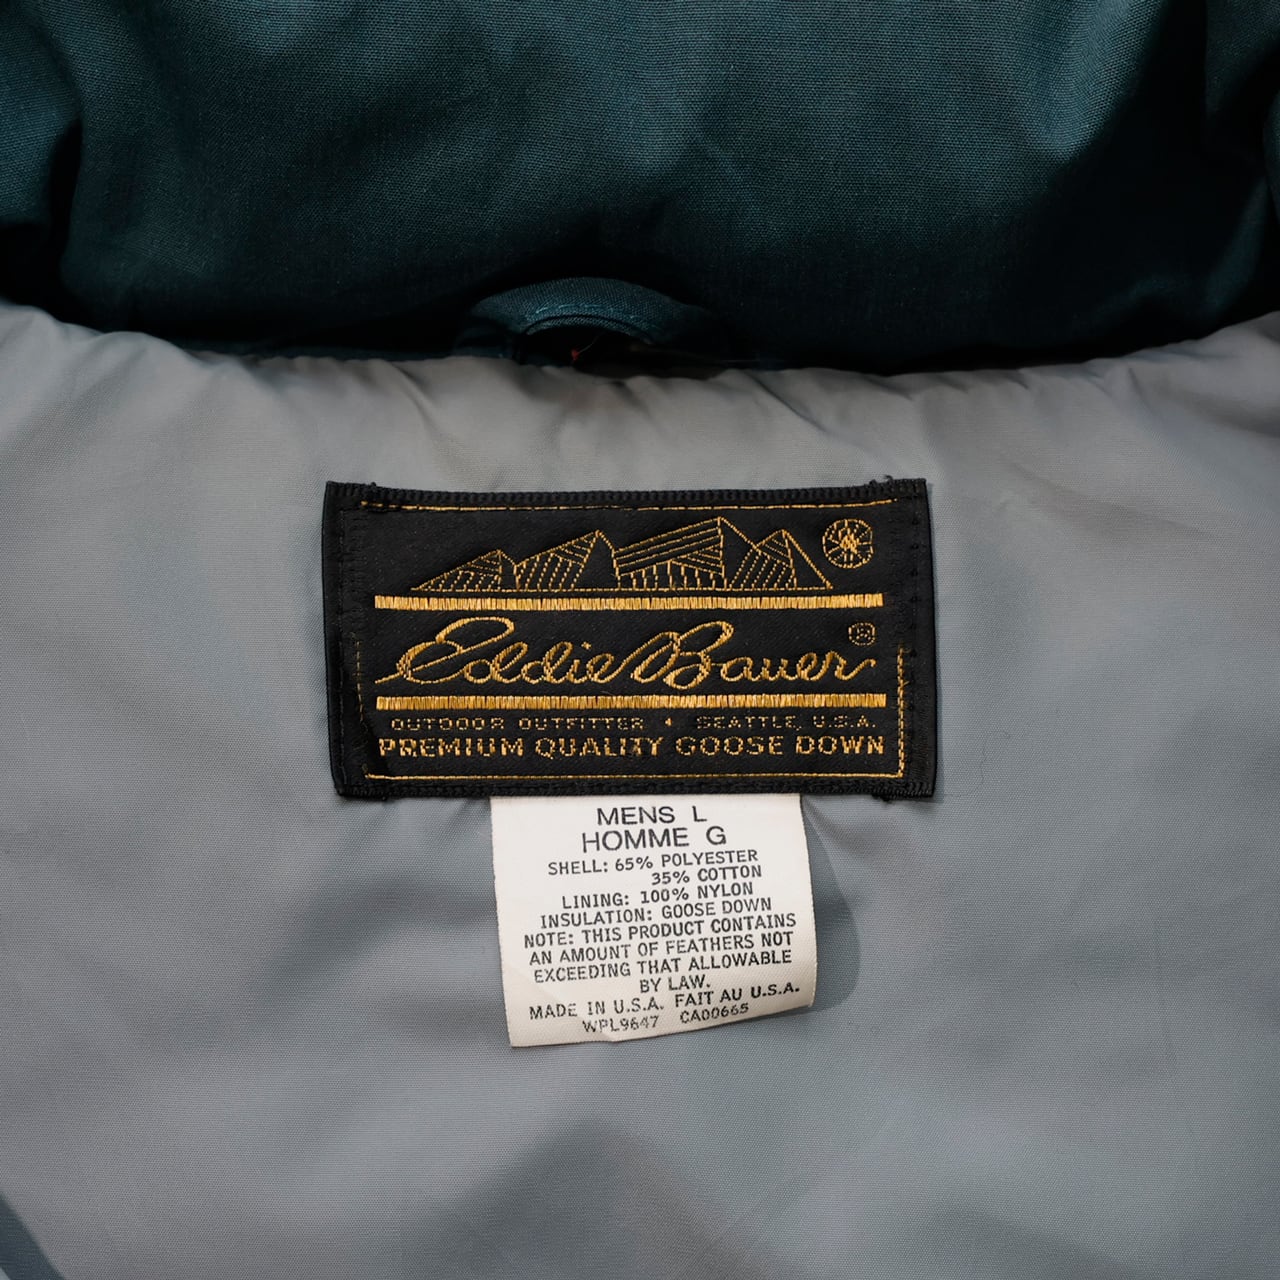 Eddie Bauer ®
OUTDOOR OUTFITTER • SEATTLE, U.S.A.
PREMIUM QUALITY GOOSE DOWN
MENS L
HOMME G
SHELL: 65% POLYESTER
35% COTTON
LINING: 100% NYLON
INSULATION: GOOSE DOWN
NOTE: THIS PRODUCT CONTAINS
AN AMOUNT OF FEATHERS NOT
EXCEEDING THAT ALLOWABLE
BY LAW.
MADE IN U.S.A. FAIT AU U.S.A.
WPL9647 CA00665